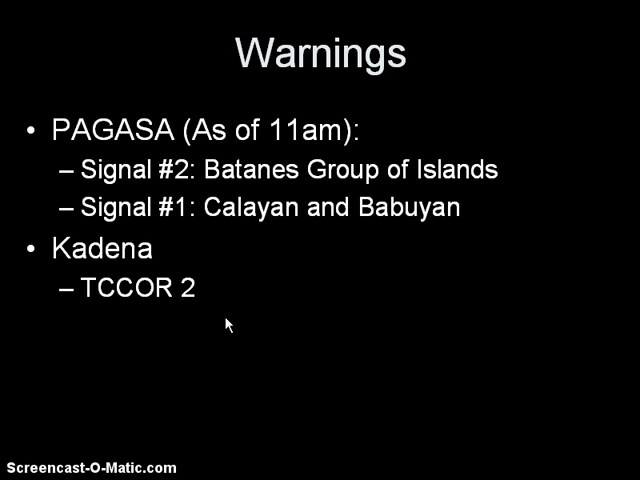 Warnings
• PAGASA (As of 11am):
– Signal #2: Batanes Group of Islands
– Signal #1: Calayan and Babuyan
• Kadena
– TCCOR 2
Screencast-O-Matic.com